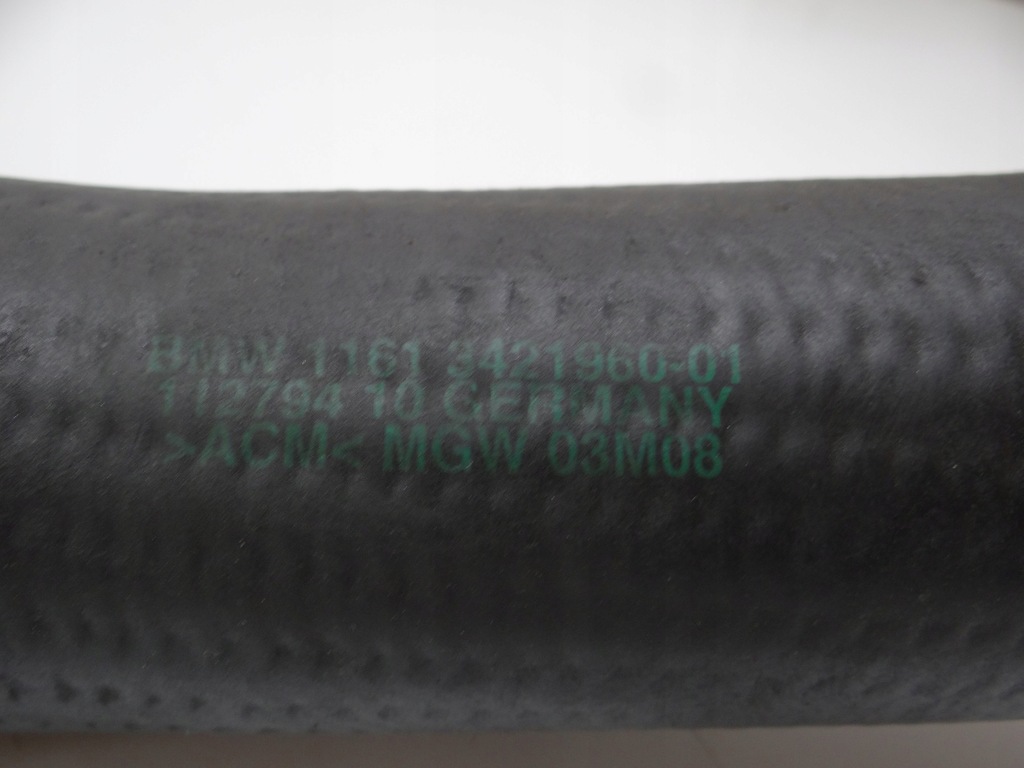 BMW 1161 3421960-01
112794 10 GERMANY
>ACM< MGW 03M08